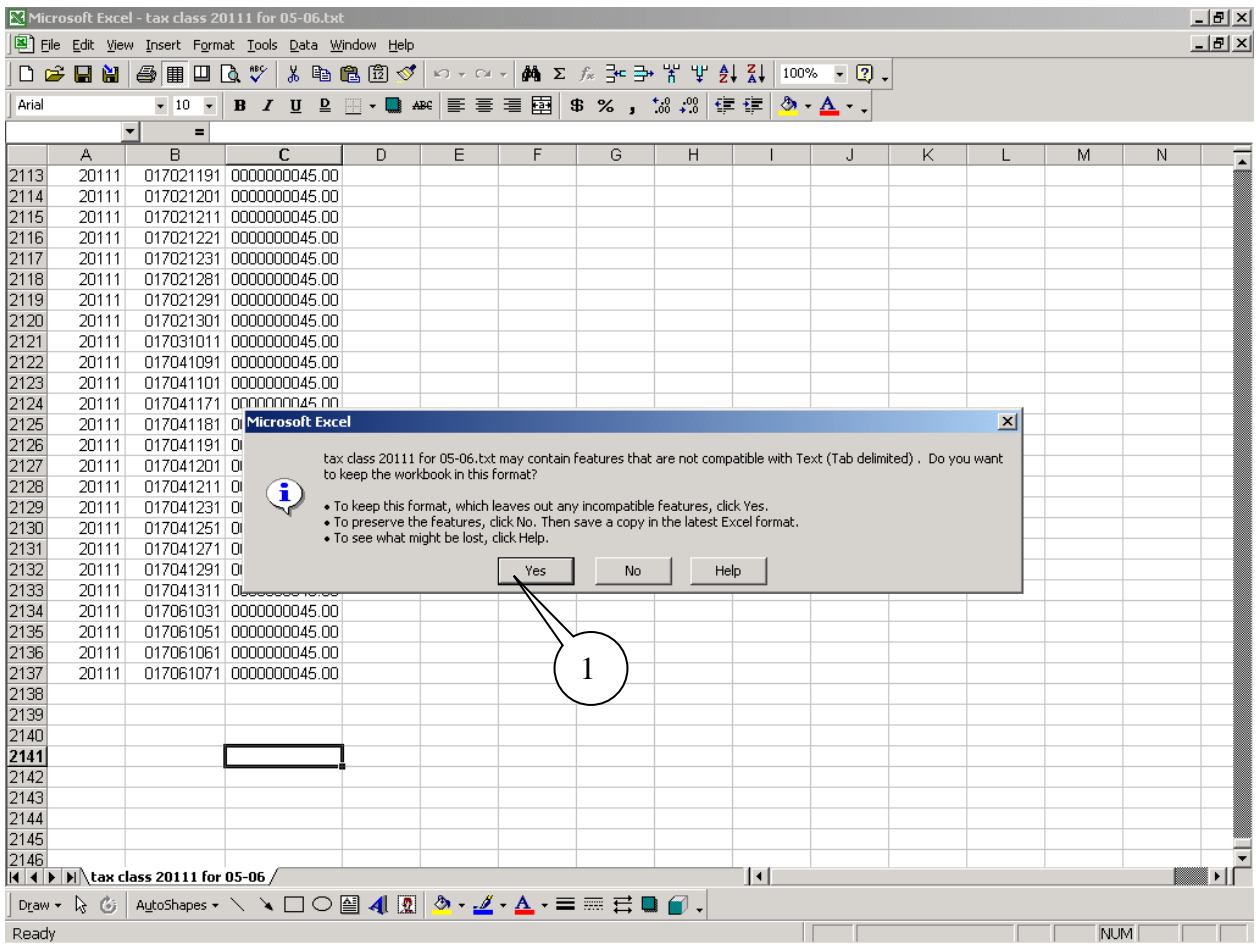 Microsoft Excel - tax class 20111 for 05-06.txt
File Edit View Insert Format Tools Data Window Help
ABC 12 Σ fx A Z Z A 100% ?
Arial 10 B I U D ABC a $ % , .00 .0 A
=
A B C D E F G H I J K L M N
2113 20111 017021191 0000000045.00
2114 20111 017021201 0000000045.00
2115 20111 017021211 0000000045.00
2116 20111 017021221 0000000045.00
2117 20111 017021231 0000000045.00
2118 20111 017021281 0000000045.00
2119 20111 017021291 0000000045.00
2120 20111 017021301 0000000045.00
2121 20111 017031011 0000000045.00
2122 20111 017041091 0000000045.00
2123 20111 017041101 0000000045.00
2124 20111 017041171 0000000045.00
2125 20111 017041181
2126 20111 017041191
2127 20111 017041201
2128 20111 017041211
2129 20111 017041231
2130 20111 017041251
2131 20111 017041271
2132 20111 017041291
2133 20111 017041311
2134 20111 017061031 0000000045.00
2135 20111 017061051 0000000045.00
2136 20111 017061061 0000000045.00
2137 20111 017061071 0000000045.00
2138
2139
2140
2141
2142
2143
2144
2145
2146
Microsoft Excel
tax class 20111 for 05-06.txt may contain features that are not compatible with Text (Tab delimited) . Do you want
to keep the workbook in this format?
• To keep this format, which leaves out any incompatible features, click Yes.
• To preserve the features, click No. Then save a copy in the latest Excel format.
• To see what might be lost, click Help.
Yes No Help
1
tax class 20111 for 05-06
Draw AutoShapes A A
Ready NUM